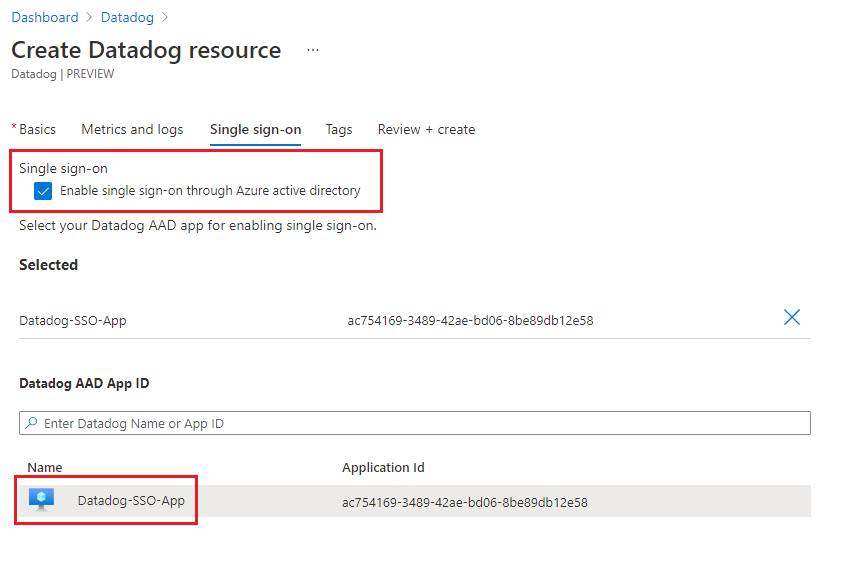 Dashboard > Datadog >
Create Datadog resource ...
Datadog | PREVIEW
* Basics Metrics and logs Single sign-on Tags Review + create
Single sign-on
Enable single sign-on through Azure active directory
Select your Datadog AAD app for enabling single sign-on.
Selected
Datadog-SSO-App ac754169-3489-42ae-bd06-8be89db12e58
Datadog AAD App ID
Enter Datadog Name or App ID
Name Application Id
Datadog-SSO-App ac754169-3489-42ae-bd06-8be89db12e58